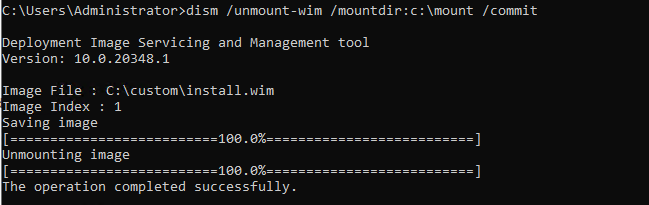 C:\Users\Administrator>dism /unmount-wim /mountdir:c:\mount /commit
Deployment Image Servicing and Management tool
Version: 10.0.20348.1
Image File : C:\custom\install.wim
Image Index : 1
Saving image
[==========================100.0%==========================]
Unmounting image
[==========================100.0%==========================]
The operation completed successfully.